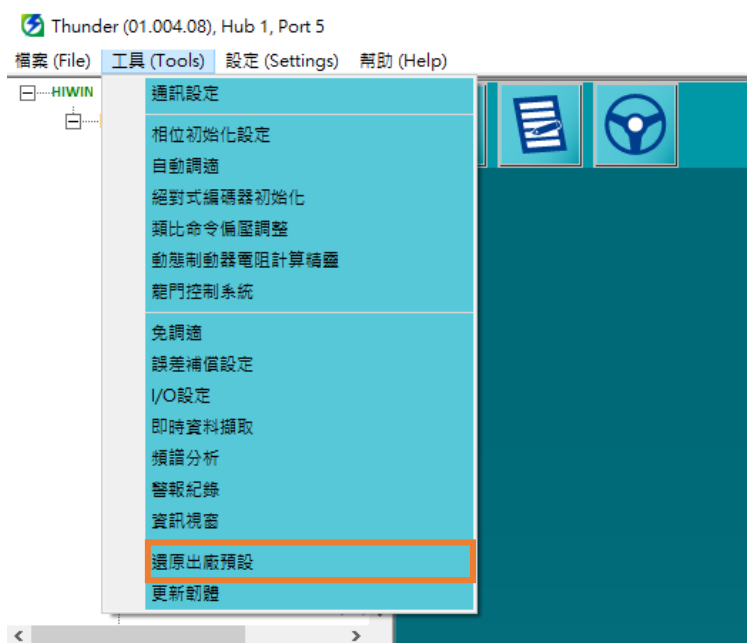 Thunder (01.004.08), Hub 1, Port 5
檔案 (File) 工具 (Tools) 設定 (Settings) 幫助 (Help)
HIWIN
通訊設定
相位初始化設定
自動調適
絕對式編碼器初始化
類比命令偏壓調整
動態制動器電阻計算精靈
龍門控制系統
免調適
誤差補償設定
I/O設定
即時資料擷取
頻譜分析
警報紀錄
資訊視窗
還原出廠預設
更新韌體